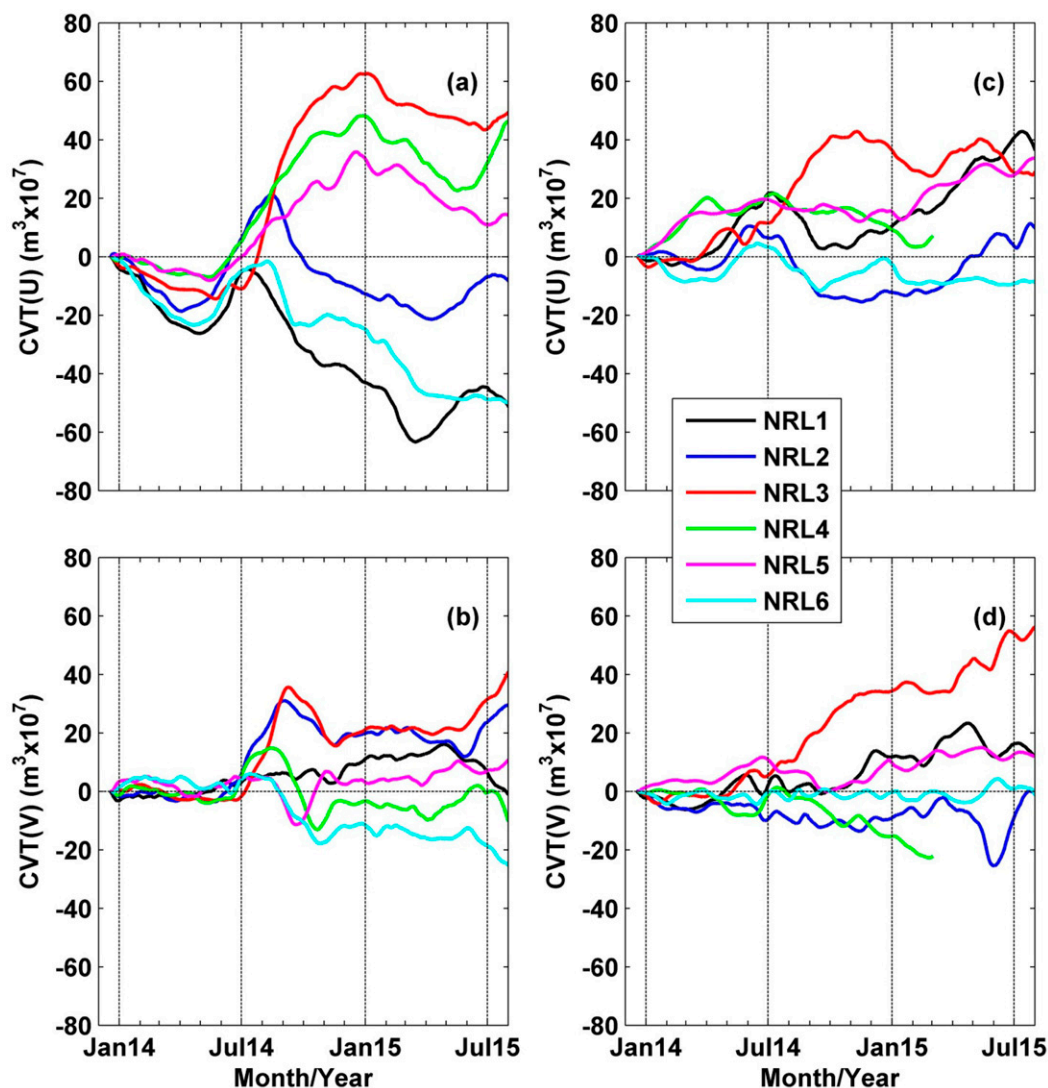 80
60
40
20
0
-20
-40
-60
-80
CVT(U) (m³x10⁷)
(a)
80
60
40
20
0
-20
-40
-60
-80
CVT(U) (m³x10⁷)
(c)
NRL1
NRL2
NRL3
NRL4
NRL5
NRL6
80
60
40
20
0
-20
-40
-60
-80
CVT(V) (m³x10⁷)
(b)
Jan14 Jul14 Jan15 Jul15
Month/Year
80
60
40
20
0
-20
-40
-60
-80
CVT(V) (m³x10⁷)
(d)
Jan14 Jul14 Jan15 Jul15
Month/Year